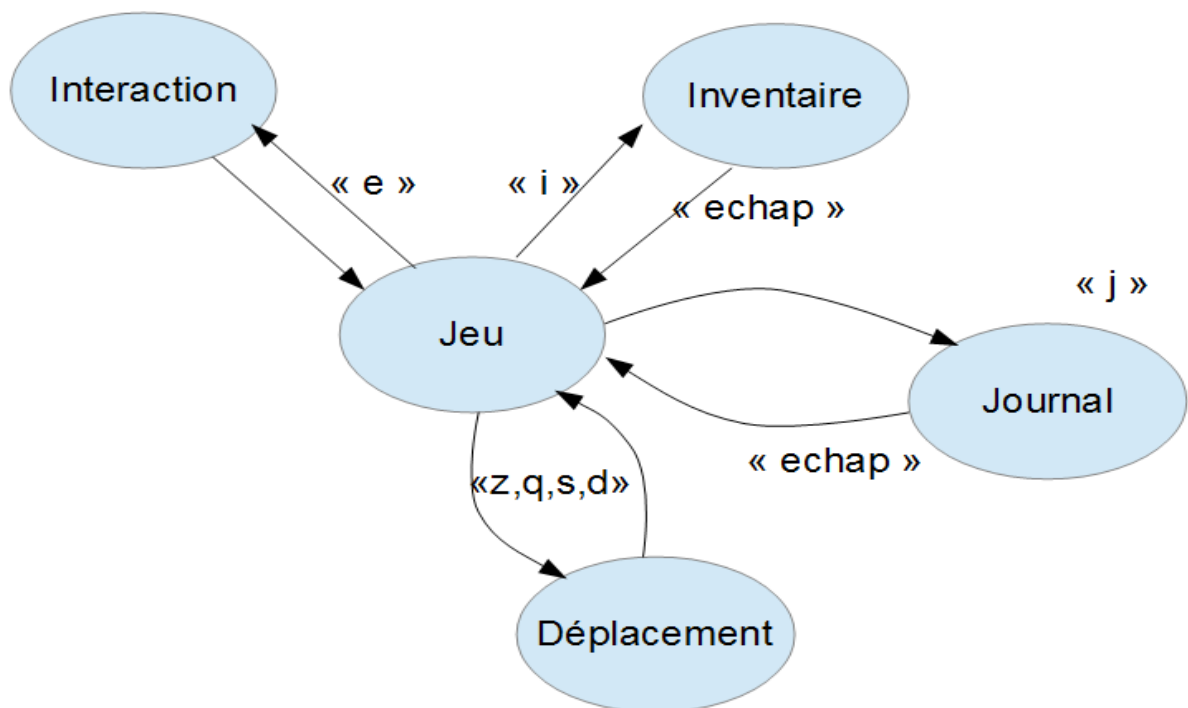 Interaction
Inventaire
« e »
« i »
« echap »
« j »
Jeu
Journal
« echap »
«z,q,s,d»
Déplacement